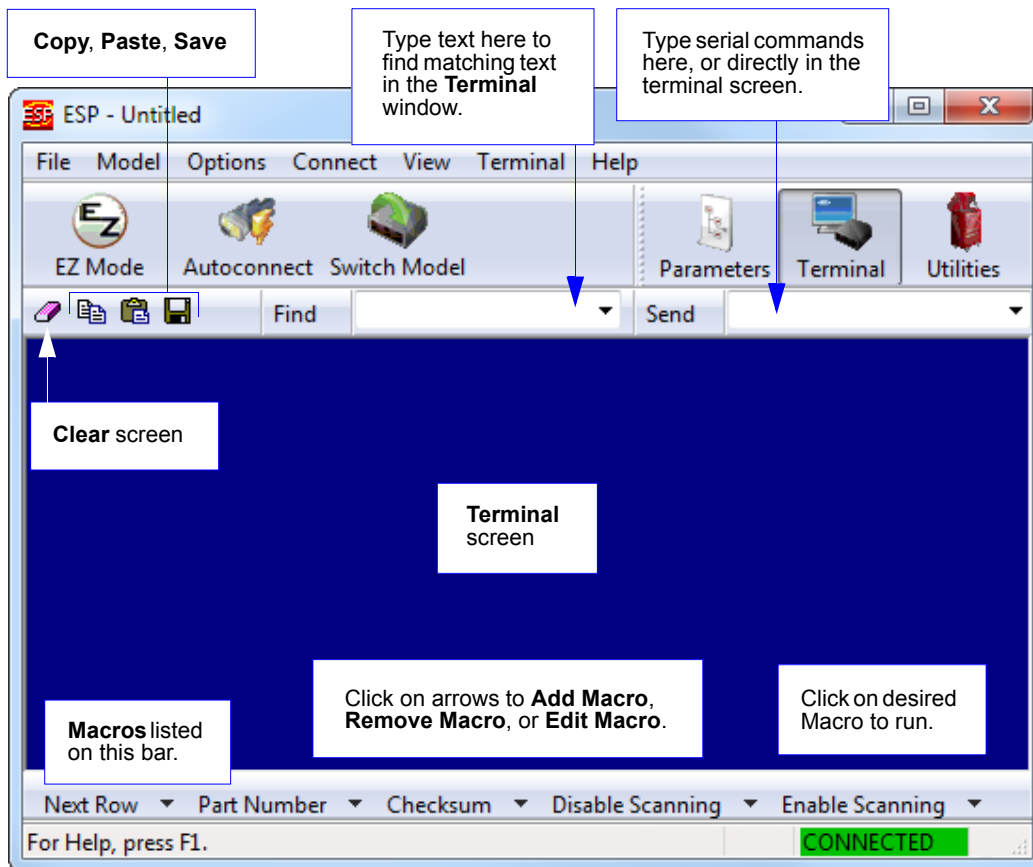 Copy, Paste, Save
Type text here to
find matching text
in the Terminal
window.
Type serial commands
here, or directly in the
terminal screen.
ESP ESP - Untitled
File Model Options Connect View Terminal Help
EZ
EZ Mode Autoconnect Switch Model Parameters Terminal Utilities
Find Send
Clear screen
Terminal
screen
Macros listed
on this bar.
Click on arrows to Add Macro,
Remove Macro, or Edit Macro.
Click on desired
Macro to run.
Next Row Part Number Checksum Disable Scanning Enable Scanning
For Help, press F1. CONNECTED